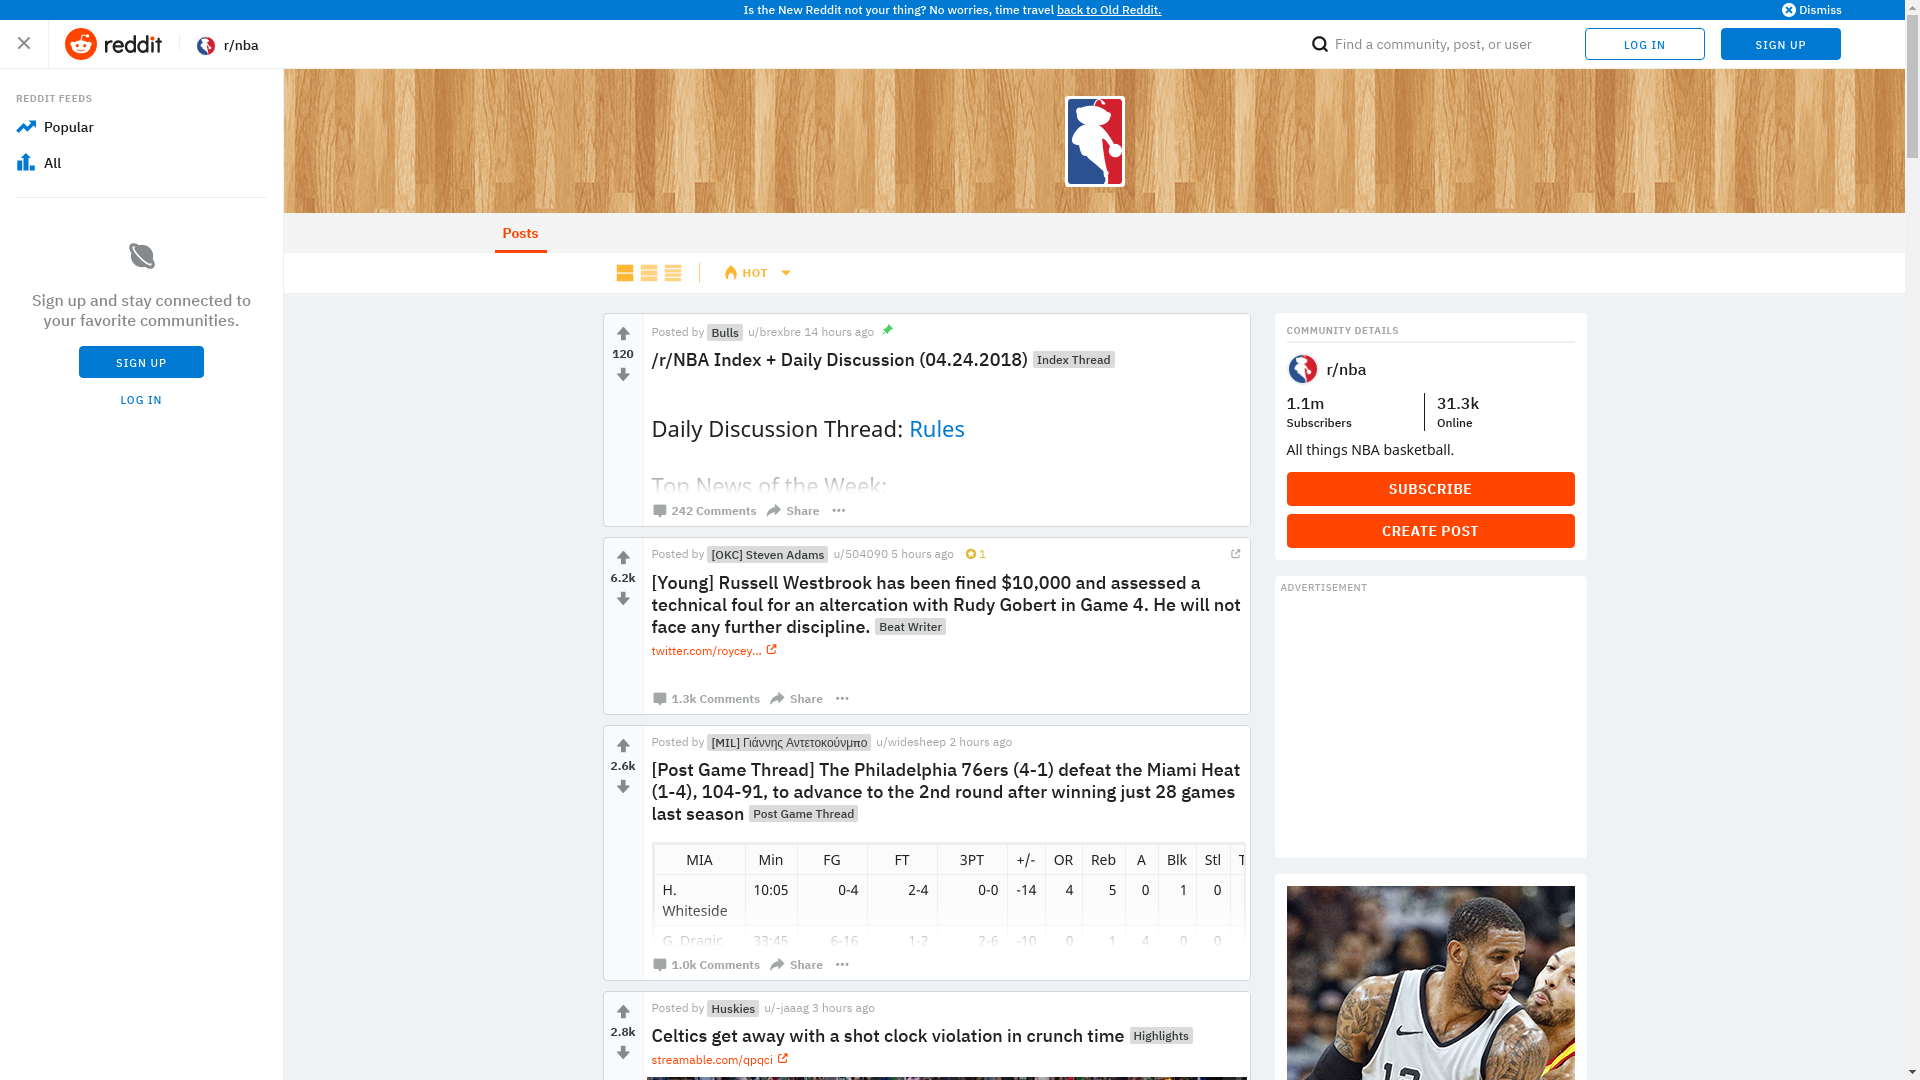 Is the New Reddit not your thing? No worries, time travel back to Old Reddit.
Dismiss
reddit
r/nba
Find a community, post, or user
LOG IN
SIGN UP
REDDIT FEEDS
Popular
All
Sign up and stay connected to
your favorite communities.
SIGN UP
LOG IN
Posts
HOT
120
Posted by Bulls u/brexbre 14 hours ago
/r/NBA Index + Daily Discussion (04.24.2018) Index Thread
Daily Discussion Thread: Rules
Top News of the Week:
242 Comments Share
6.2k
Posted by [OKC] Steven Adams u/504090 5 hours ago 1
[Young] Russell Westbrook has been fined $10,000 and assessed a
technical foul for an altercation with Rudy Gobert in Game 4. He will not
face any further discipline. Beat Writer
twitter.com/roycey...
1.3k Comments Share
2.6k
Posted by [MIL] Γιάννης Αντετοκούνμπο u/widesheep 2 hours ago
[Post Game Thread] The Philadelphia 76ers (4-1) defeat the Miami Heat
(1-4), 104-91, to advance to the 2nd round after winning just 28 games
last season Post Game Thread
MIA Min FG FT 3PT +/- OR Reb A Blk Stl T
H. 10:05 0-4 2-4 0-0 -14 4 5 0 1 0
Whiteside
G. Dragic 33:45 6-16 1-2 2-6 -10 0 1 4 0 0
1.0k Comments Share
2.8k
Posted by Huskies u/-jaaag 3 hours ago
Celtics get away with a shot clock violation in crunch time Highlights
streamable.com/qpqci
COMMUNITY DETAILS
r/nba
1.1m
Subscribers
31.3k
Online
All things NBA basketball.
SUBSCRIBE
CREATE POST
ADVERTISEMENT
12